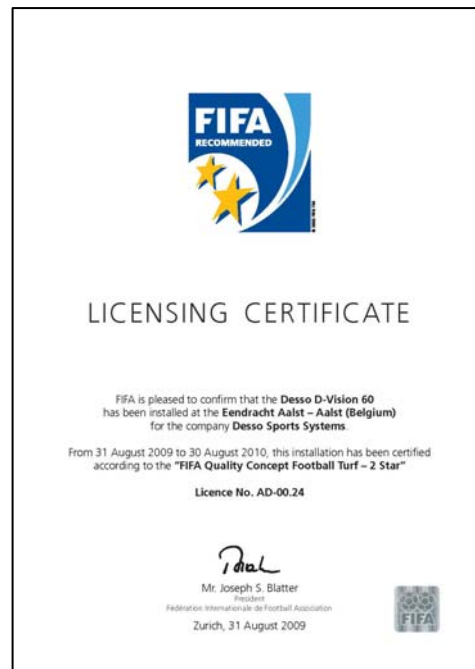 FIFA
RECOMMENDED
LICENSING CERTIFICATE
FIFA is pleased to confirm that the Desso D-Vision 60
has been installed at the Eendracht Aalst – Aalst (Belgium)
for the company Desso Sports Systems.
From 31 August 2009 to 30 August 2010, this installation has been certified
according to the "FIFA Quality Concept Football Turf – 2 Star"
Licence No. AD-00.24
Mr. Joseph S. Blatter
President
Fédération Internationale de Football Association
Zurich, 31 August 2009
FIFA